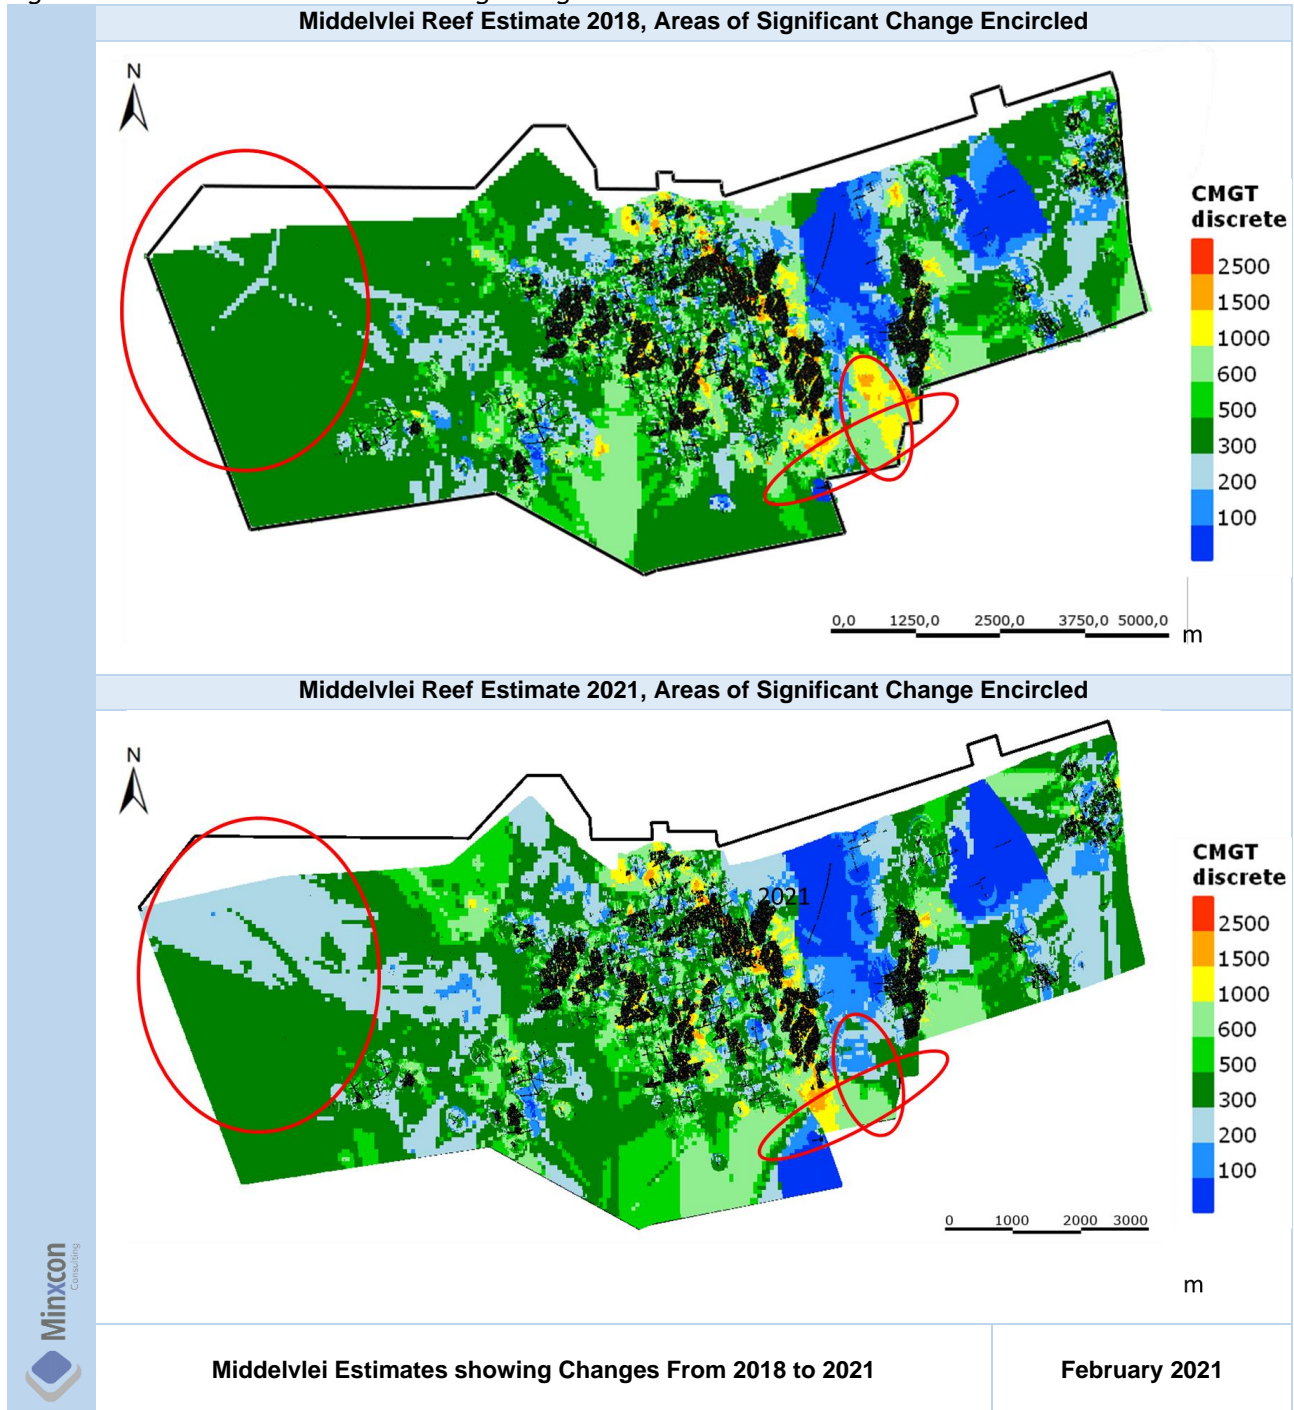 Middelvlei Reef Estimate 2018, Areas of Significant Change Encircled
N
CMGT
discrete
2500
1500
1000
600
500
300
200
100
0,0 1250,0 2500,0 3750,0 5000,0
m
Middelvlei Reef Estimate 2021, Areas of Significant Change Encircled
N
2021
CMGT
discrete
2500
1500
1000
600
500
300
200
100
0 1000 2000 3000
m
Minxcon
Consulting
Middelvlei Estimates showing Changes From 2018 to 2021
February 2021